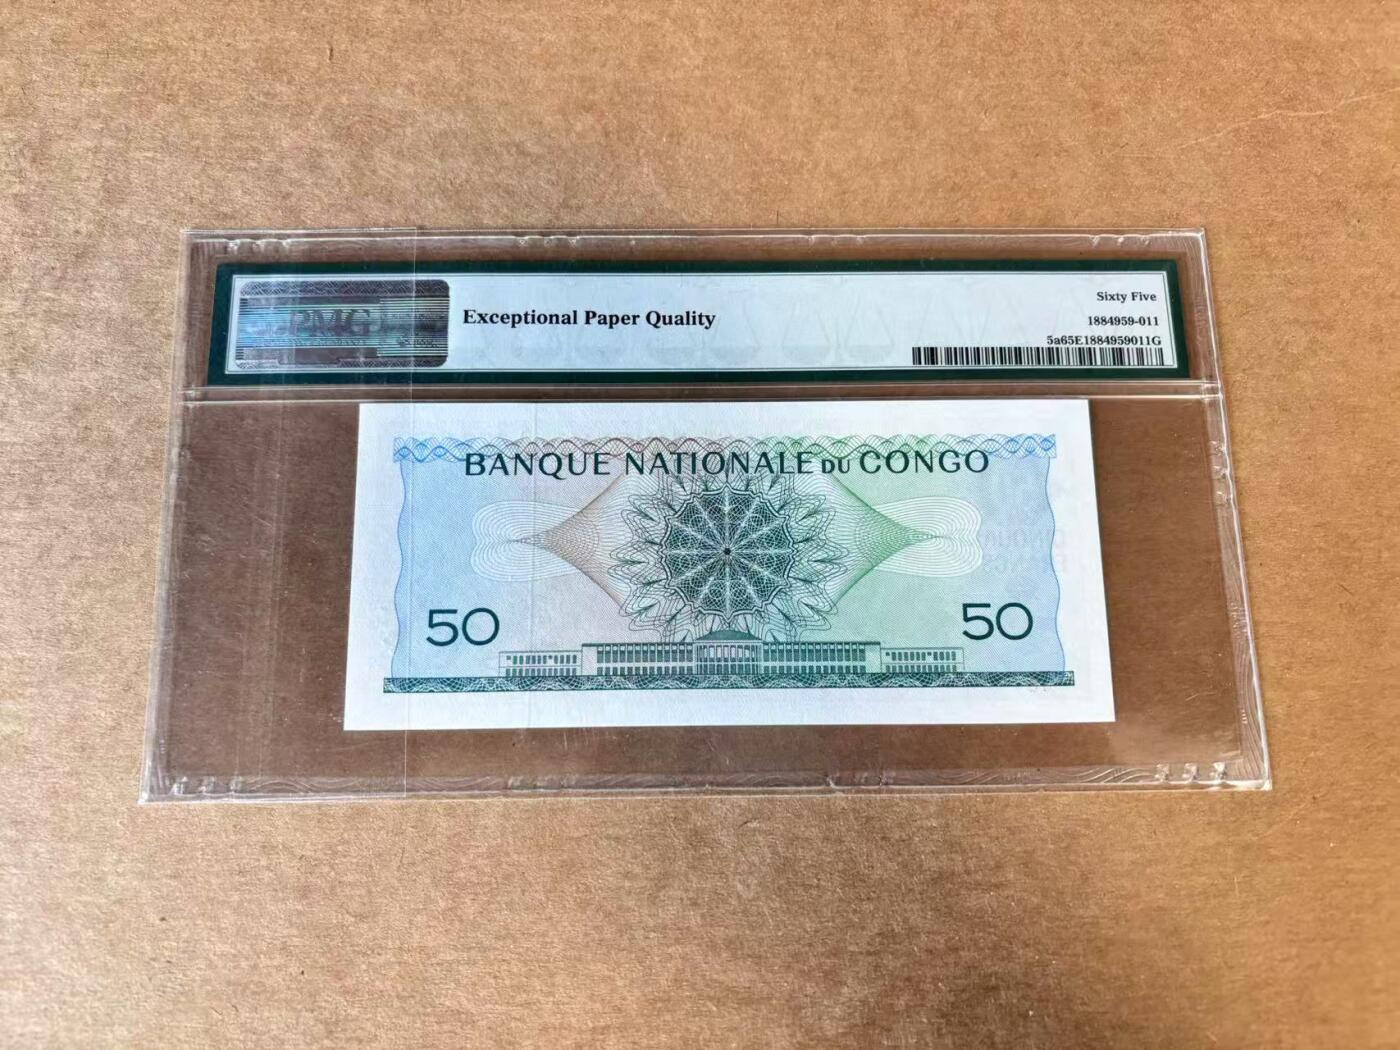 PMG
Exceptional Paper Quality
Sixty Five
1884959-011
5a65E1884959011G
BANQUE NATIONALE DU CONGO
50
50